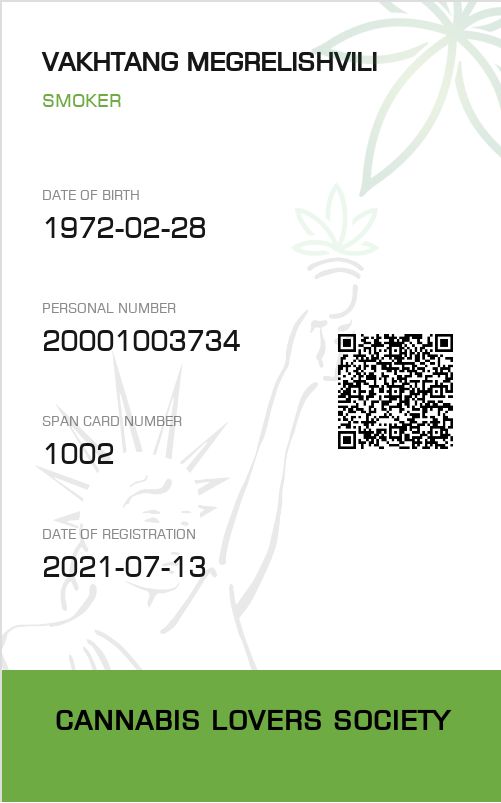 VAKHTANG MEGRELISHVILI
SMOKER
DATE OF BIRTH
1972-02-28
PERSONAL NUMBER
20001003734
SPAN CARD NUMBER
1002
DATE OF REGISTRATION
2021-07-13
CANNABIS LOVERS SOCIETY